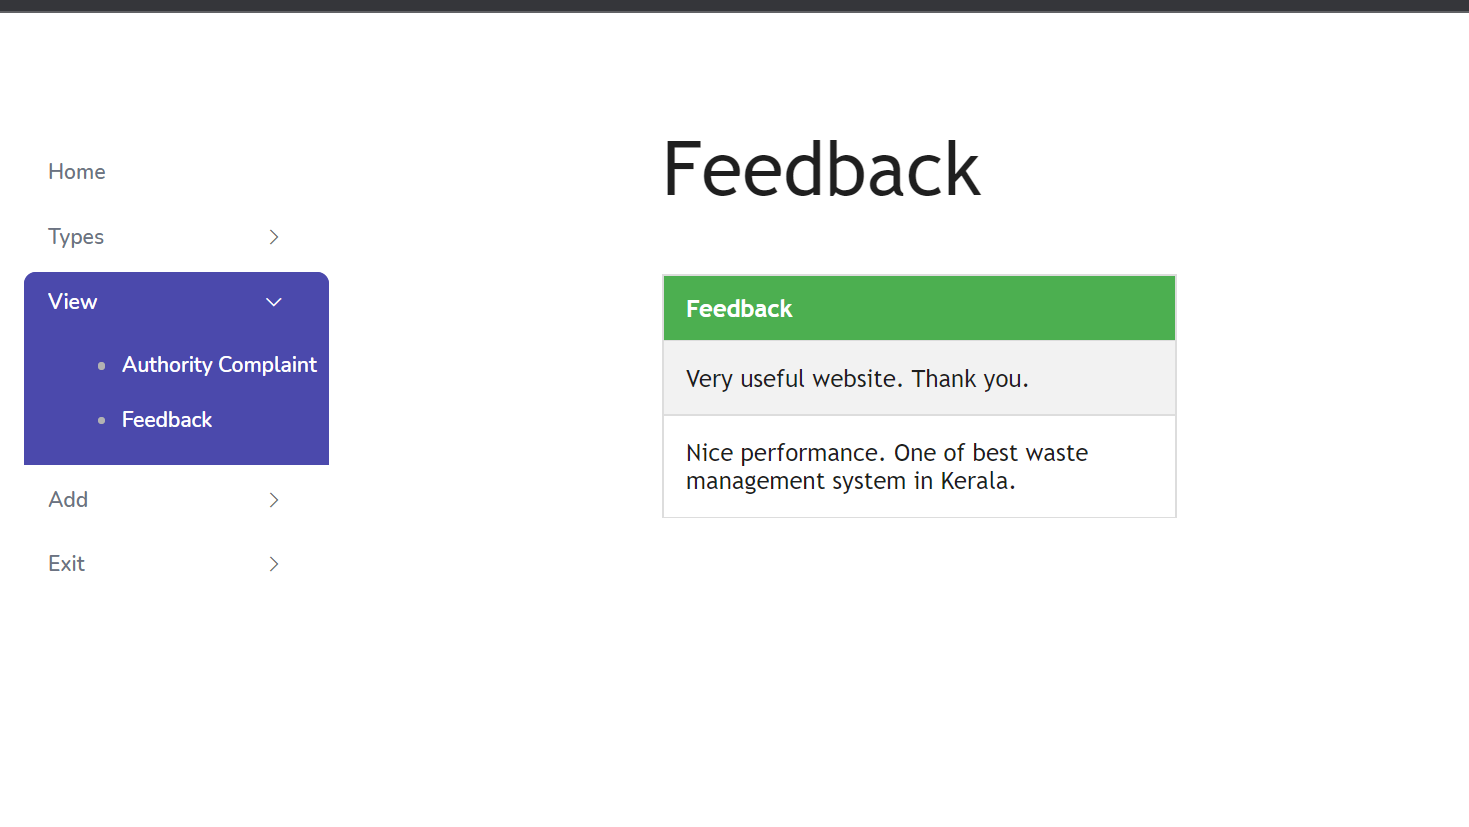 Home
Types
View
Authority Complaint
Feedback
Add
Exit
Feedback
Feedback
Very useful website. Thank you.
Nice performance. One of best waste
management system in Kerala.